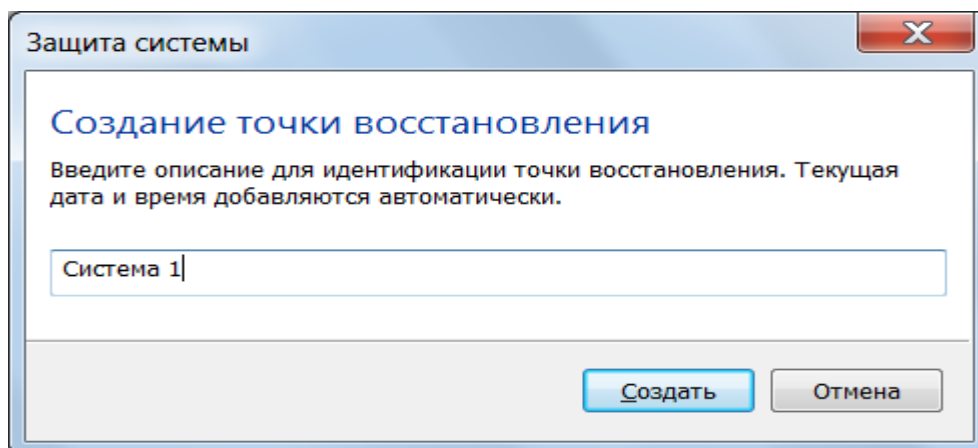 Защита системы
Создание точки восстановления
Введите описание для идентификации точки восстановления. Текущая
дата и время добавляются автоматически.
Система 1
Создать Отмена